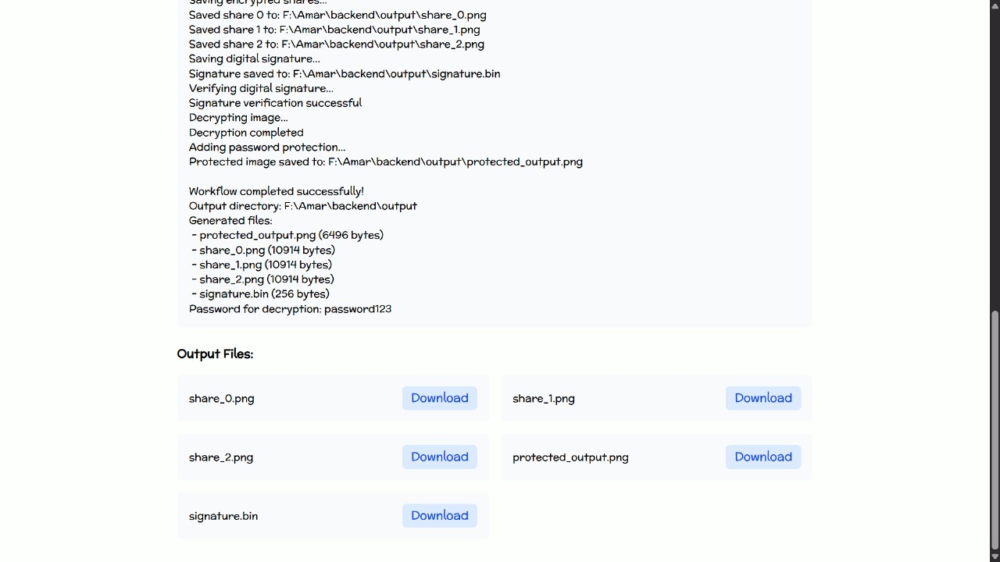 Saving encrypted shares...
Saved share 0 to: F:\Amar\backend\output\share_0.png
Saved share 1 to: F:\Amar\backend\output\share_1.png
Saved share 2 to: F:\Amar\backend\output\share_2.png
Saving digital signature...
Signature saved to: F:\Amar\backend\output\signature.bin
Verifying digital signature...
Signature verification successful
Decrypting image...
Decryption completed
Adding password protection...
Protected image saved to: F:\Amar\backend\output\protected_output.png
Workflow completed successfully!
Output directory: F:\Amar\backend\output
Generated files:
- protected_output.png (6496 bytes)
- share_0.png (10914 bytes)
- share_1.png (10914 bytes)
- share_2.png (10914 bytes)
- signature.bin (256 bytes)
Password for decryption: password123
Output Files:
share_0.png Download share_1.png Download
share_2.png Download protected_output.png Download
signature.bin Download